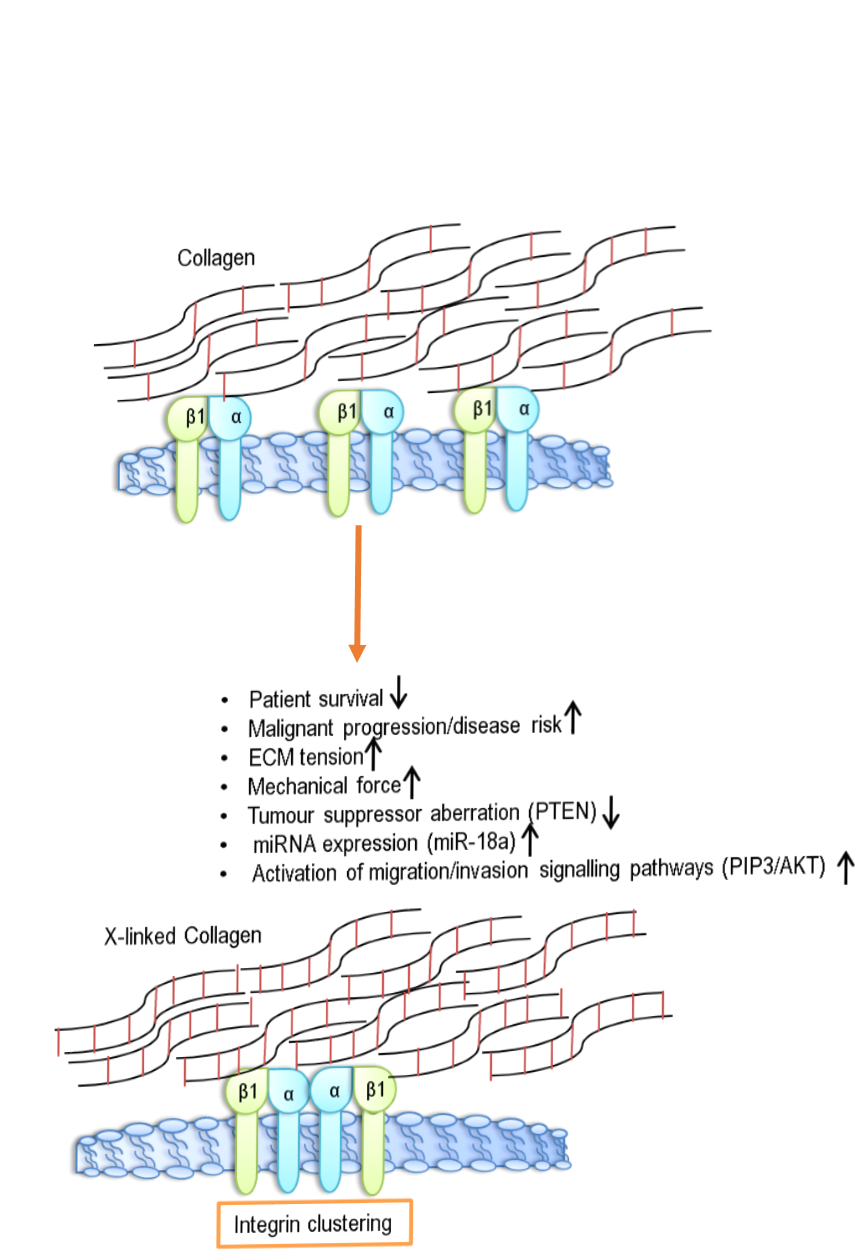 Collagen
β1 α β1 α β1 α
• Patient survival ↓
• Malignant progression/disease risk ↑
• ECM tension ↑
• Mechanical force ↑
• Tumour suppressor aberration (PTEN) ↓
• miRNA expression (miR-18a) ↑
• Activation of migration/invasion signalling pathways (PIP3/AKT) ↑
X-linked Collagen
β1 α α β1
Integrin clustering